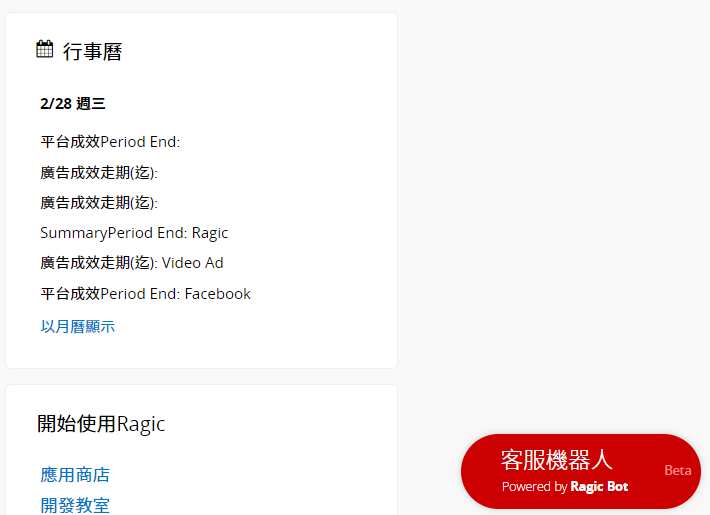 行事曆
2/28 週三
平台成效Period End:
廣告成效走期(迄):
廣告成效走期(迄):
SummaryPeriod End: Ragic
廣告成效走期(迄): Video Ad
平台成效Period End: Facebook
以月曆顯示
開始使用Ragic
應用商店
開發教室
客服機器人
Beta
Powered by Ragic Bot